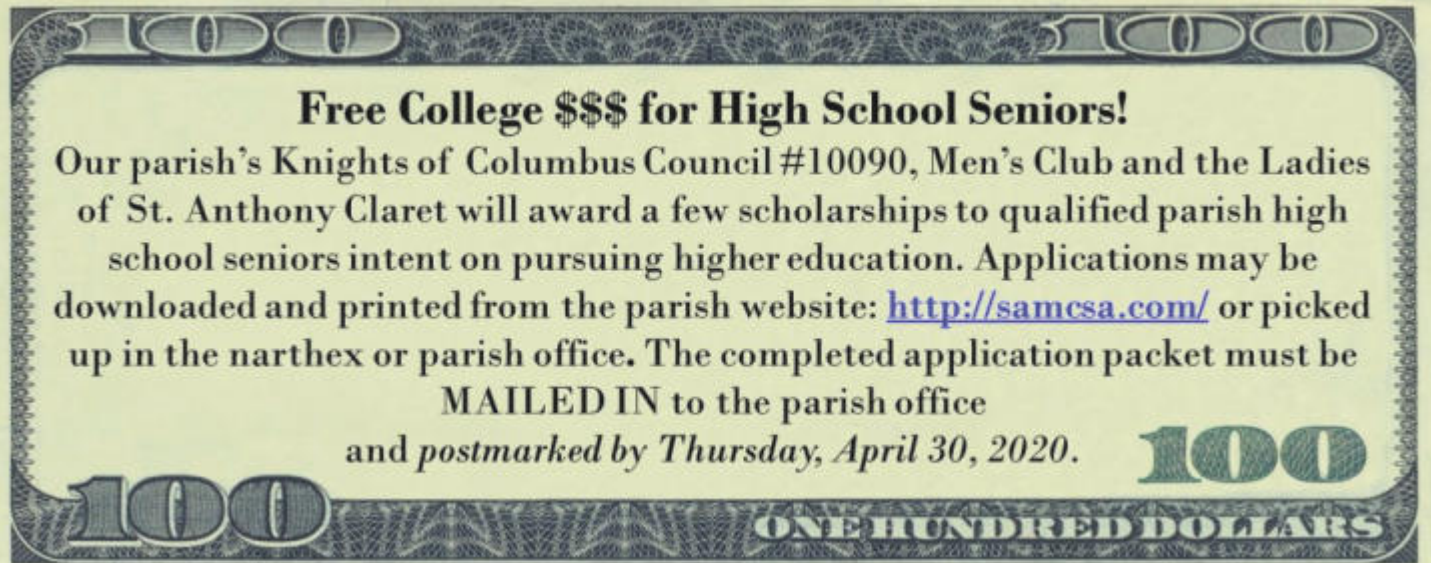 100 100
Free College $$$ for High School Seniors!
Our parish's Knights of Columbus Council #10090, Men's Club and the Ladies
of St. Anthony Claret will award a few scholarships to qualified parish high
school seniors intent on pursuing higher education. Applications may be
downloaded and printed from the parish website: http://samcsa.com/ or picked
up in the narthex or parish office. The completed application packet must be
MAILED IN to the parish office
and postmarked by Thursday, April 30, 2020.
100
100
ONE HUNDRED DOLLARS